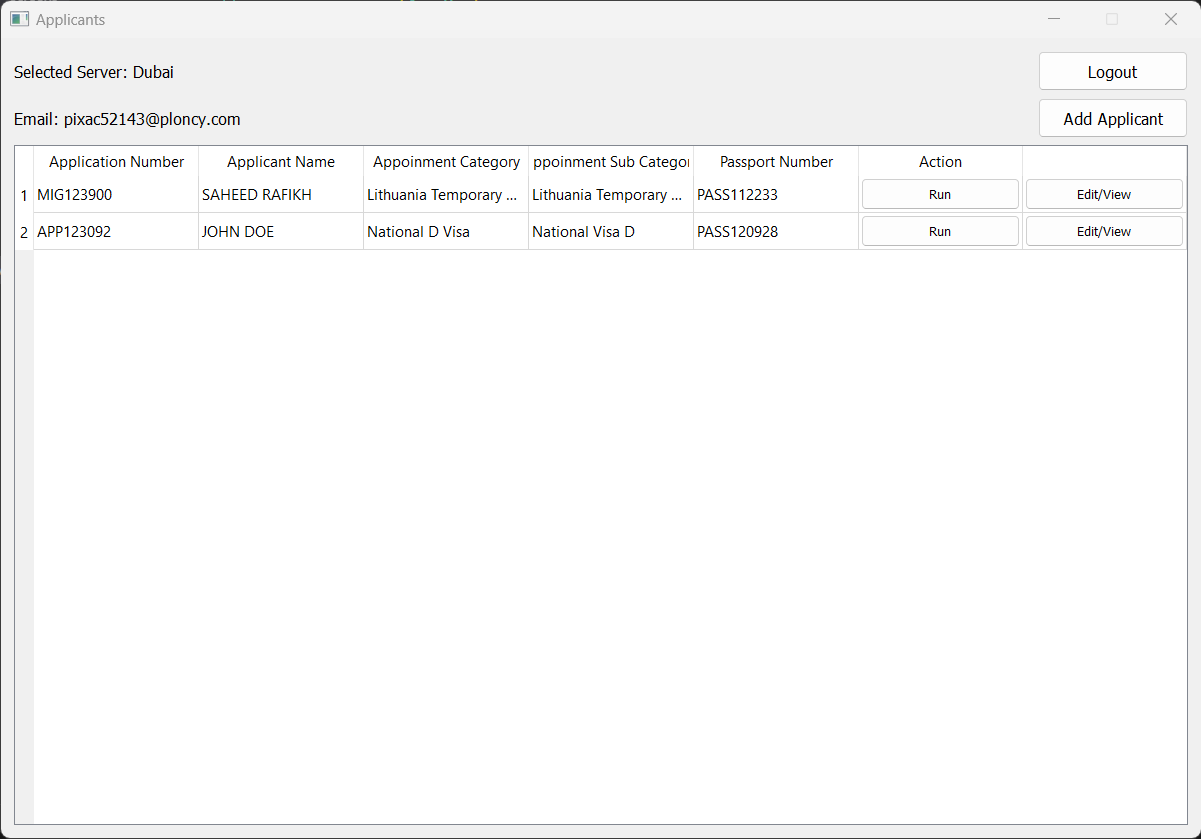 Applicants
Selected Server: Dubai
Logout
Email: pixac52143@ploncy.com
Add Applicant
Application Number Applicant Name Appoinment Category ppoinment Sub Categor Passport Number Action
1 MIG123900 SAHEED RAFIKH Lithuania Temporary ... Lithuania Temporary ... PASS112233 Run Edit/View
2 APP123092 JOHN DOE National D Visa National Visa D PASS120928 Run Edit/View